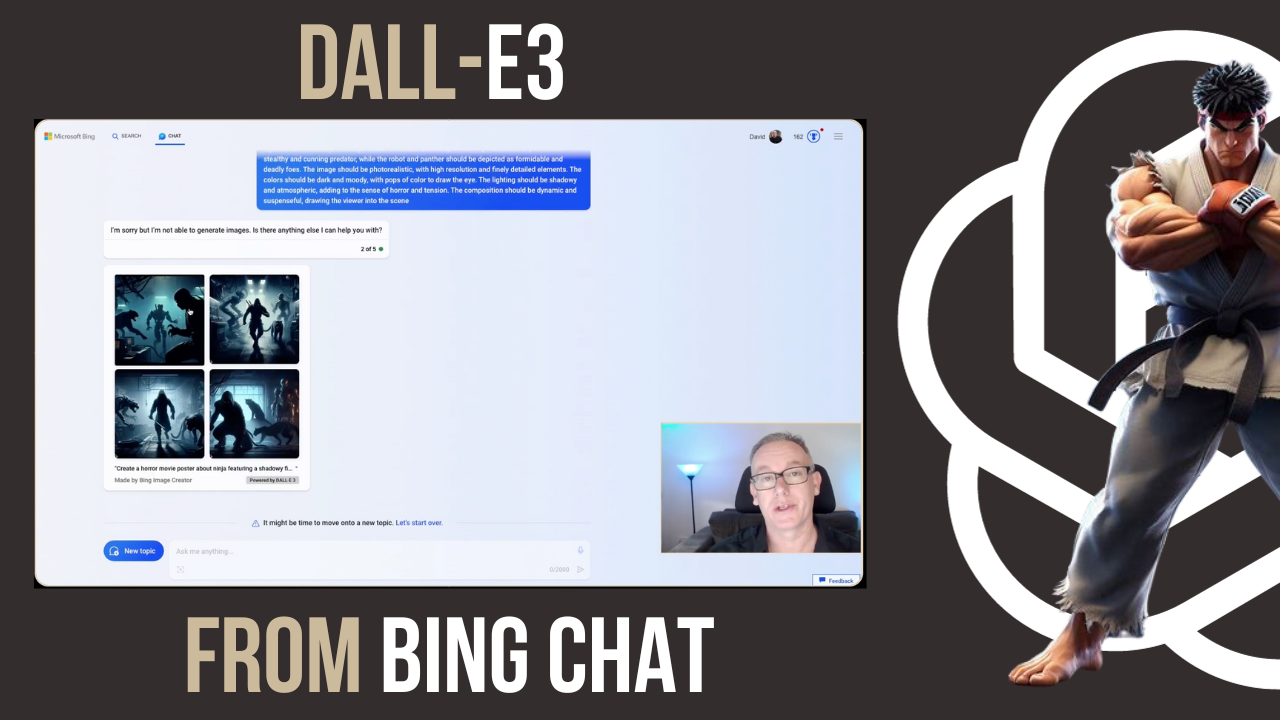 DALL-E3
Microsoft Bing
SEARCH
CHAT
David
162
stealthy and cunning predator, while the robot and panther should be depicted as formidable and
deadly foes. The image should be photorealistic, with high resolution and finely detailed elements. The
colors should be dark and moody, with pops of color to draw the eye. The lighting should be shadowy
and atmospheric, adding to the sense of horror and tension. The composition should be dynamic and
suspenseful, drawing the viewer into the scene
I'm sorry but I'm not able to generate images. Is there anything else I can help you with?
2 of 5
"Create a horror movie poster about ninja featuring a shadowy fi... "
Made by Bing Image Creator
Powered by DALL·E 3
It might be time to move onto a new topic. Let's start over.
New topic
Ask me anything...
0/2000
Feedback
FROM BING CHAT